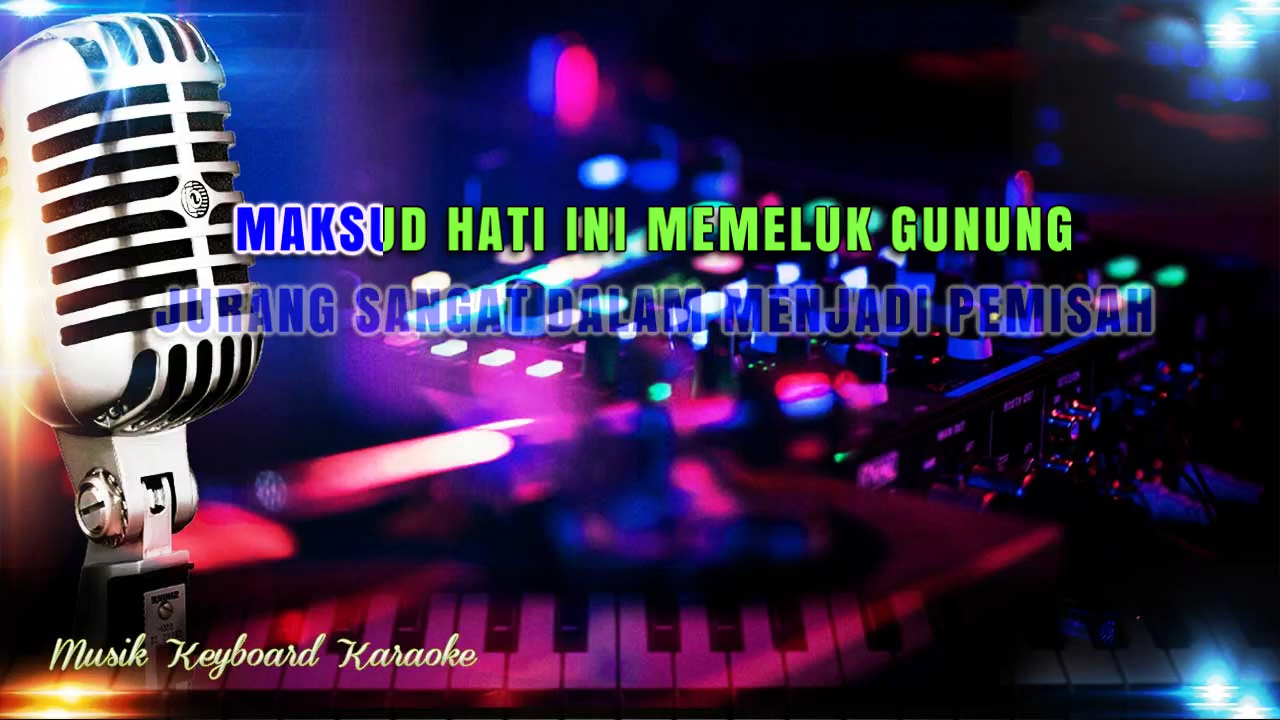 MAKSUD HATI INI MEMELUK GUNUNG
JURANG SANGAT DALAM MENJADI PEMISAH
Musik Keyboard Karaoke